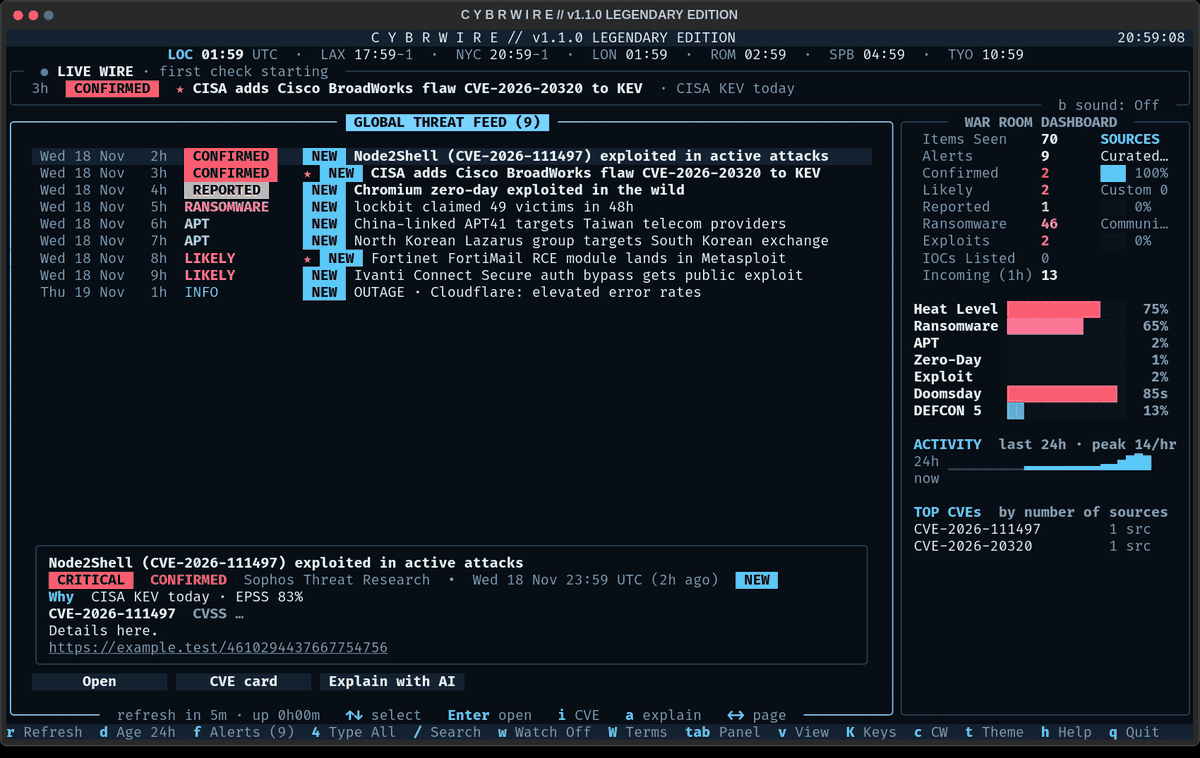 C Y B R W I R E // v1.1.0 LEGENDARY EDITION
C Y B R W I R E // v1.1.0 LEGENDARY EDITION 20:59:08
LOC 01:59 UTC · LAX 17:59-1 · NYC 20:59-1 · LON 01:59 · ROM 02:59 · SPB 04:59 · TYO 10:59
● LIVE WIRE · first check starting
3h CONFIRMED ★ CISA adds Cisco BroadWorks flaw CVE-2026-20320 to KEV · CISA KEV today
b sound: Off
GLOBAL THREAT FEED (9)
Wed 18 Nov 2h CONFIRMED NEW Node2Shell (CVE-2026-111497) exploited in active attacks
Wed 18 Nov 3h CONFIRMED ★ NEW CISA adds Cisco BroadWorks flaw CVE-2026-20320 to KEV
Wed 18 Nov 4h REPORTED NEW Chromium zero-day exploited in the wild
Wed 18 Nov 5h RANSOMWARE NEW lockbit claimed 49 victims in 48h
Wed 18 Nov 6h APT NEW China-linked APT41 targets Taiwan telecom providers
Wed 18 Nov 7h APT NEW North Korean Lazarus group targets South Korean exchange
Wed 18 Nov 8h LIKELY ★ NEW Fortinet FortiMail RCE module lands in Metasploit
Wed 18 Nov 9h LIKELY NEW Ivanti Connect Secure auth bypass gets public exploit
Thu 19 Nov 1h INFO NEW OUTAGE · Cloudflare: elevated error rates
Node2Shell (CVE-2026-111497) exploited in active attacks
CRITICAL CONFIRMED Sophos Threat Research • Wed 18 Nov 23:59 UTC (2h ago) NEW
Why CISA KEV today · EPSS 83%
CVE-2026-111497 CVSS …
Details here.
https://example.test/4610294437667754756
Open CVE card Explain with AI
refresh in 5m · up 0h00m ↑↓ select Enter open i CVE a explain ↔ page
WAR ROOM DASHBOARD
Items Seen 70 SOURCES
Alerts 9 Curated…
Confirmed 2 100%
Likely 2 Custom 0
Reported 1 0%
Ransomware 46 Communi…
Exploits 2 0%
IOCs Listed 0
Incoming (1h) 13
Heat Level 75%
Ransomware 65%
APT 2%
Zero-Day 1%
Exploit 2%
Doomsday 85s
DEFCON 5 13%
ACTIVITY last 24h · peak 14/hr
24h
now
TOP CVEs by number of sources
CVE-2026-111497 1 src
CVE-2026-20320 1 src
r Refresh d Age 24h f Alerts (9) 4 Type All / Search w Watch Off W Terms tab Panel v View K Keys c CW t Theme h Help q Quit